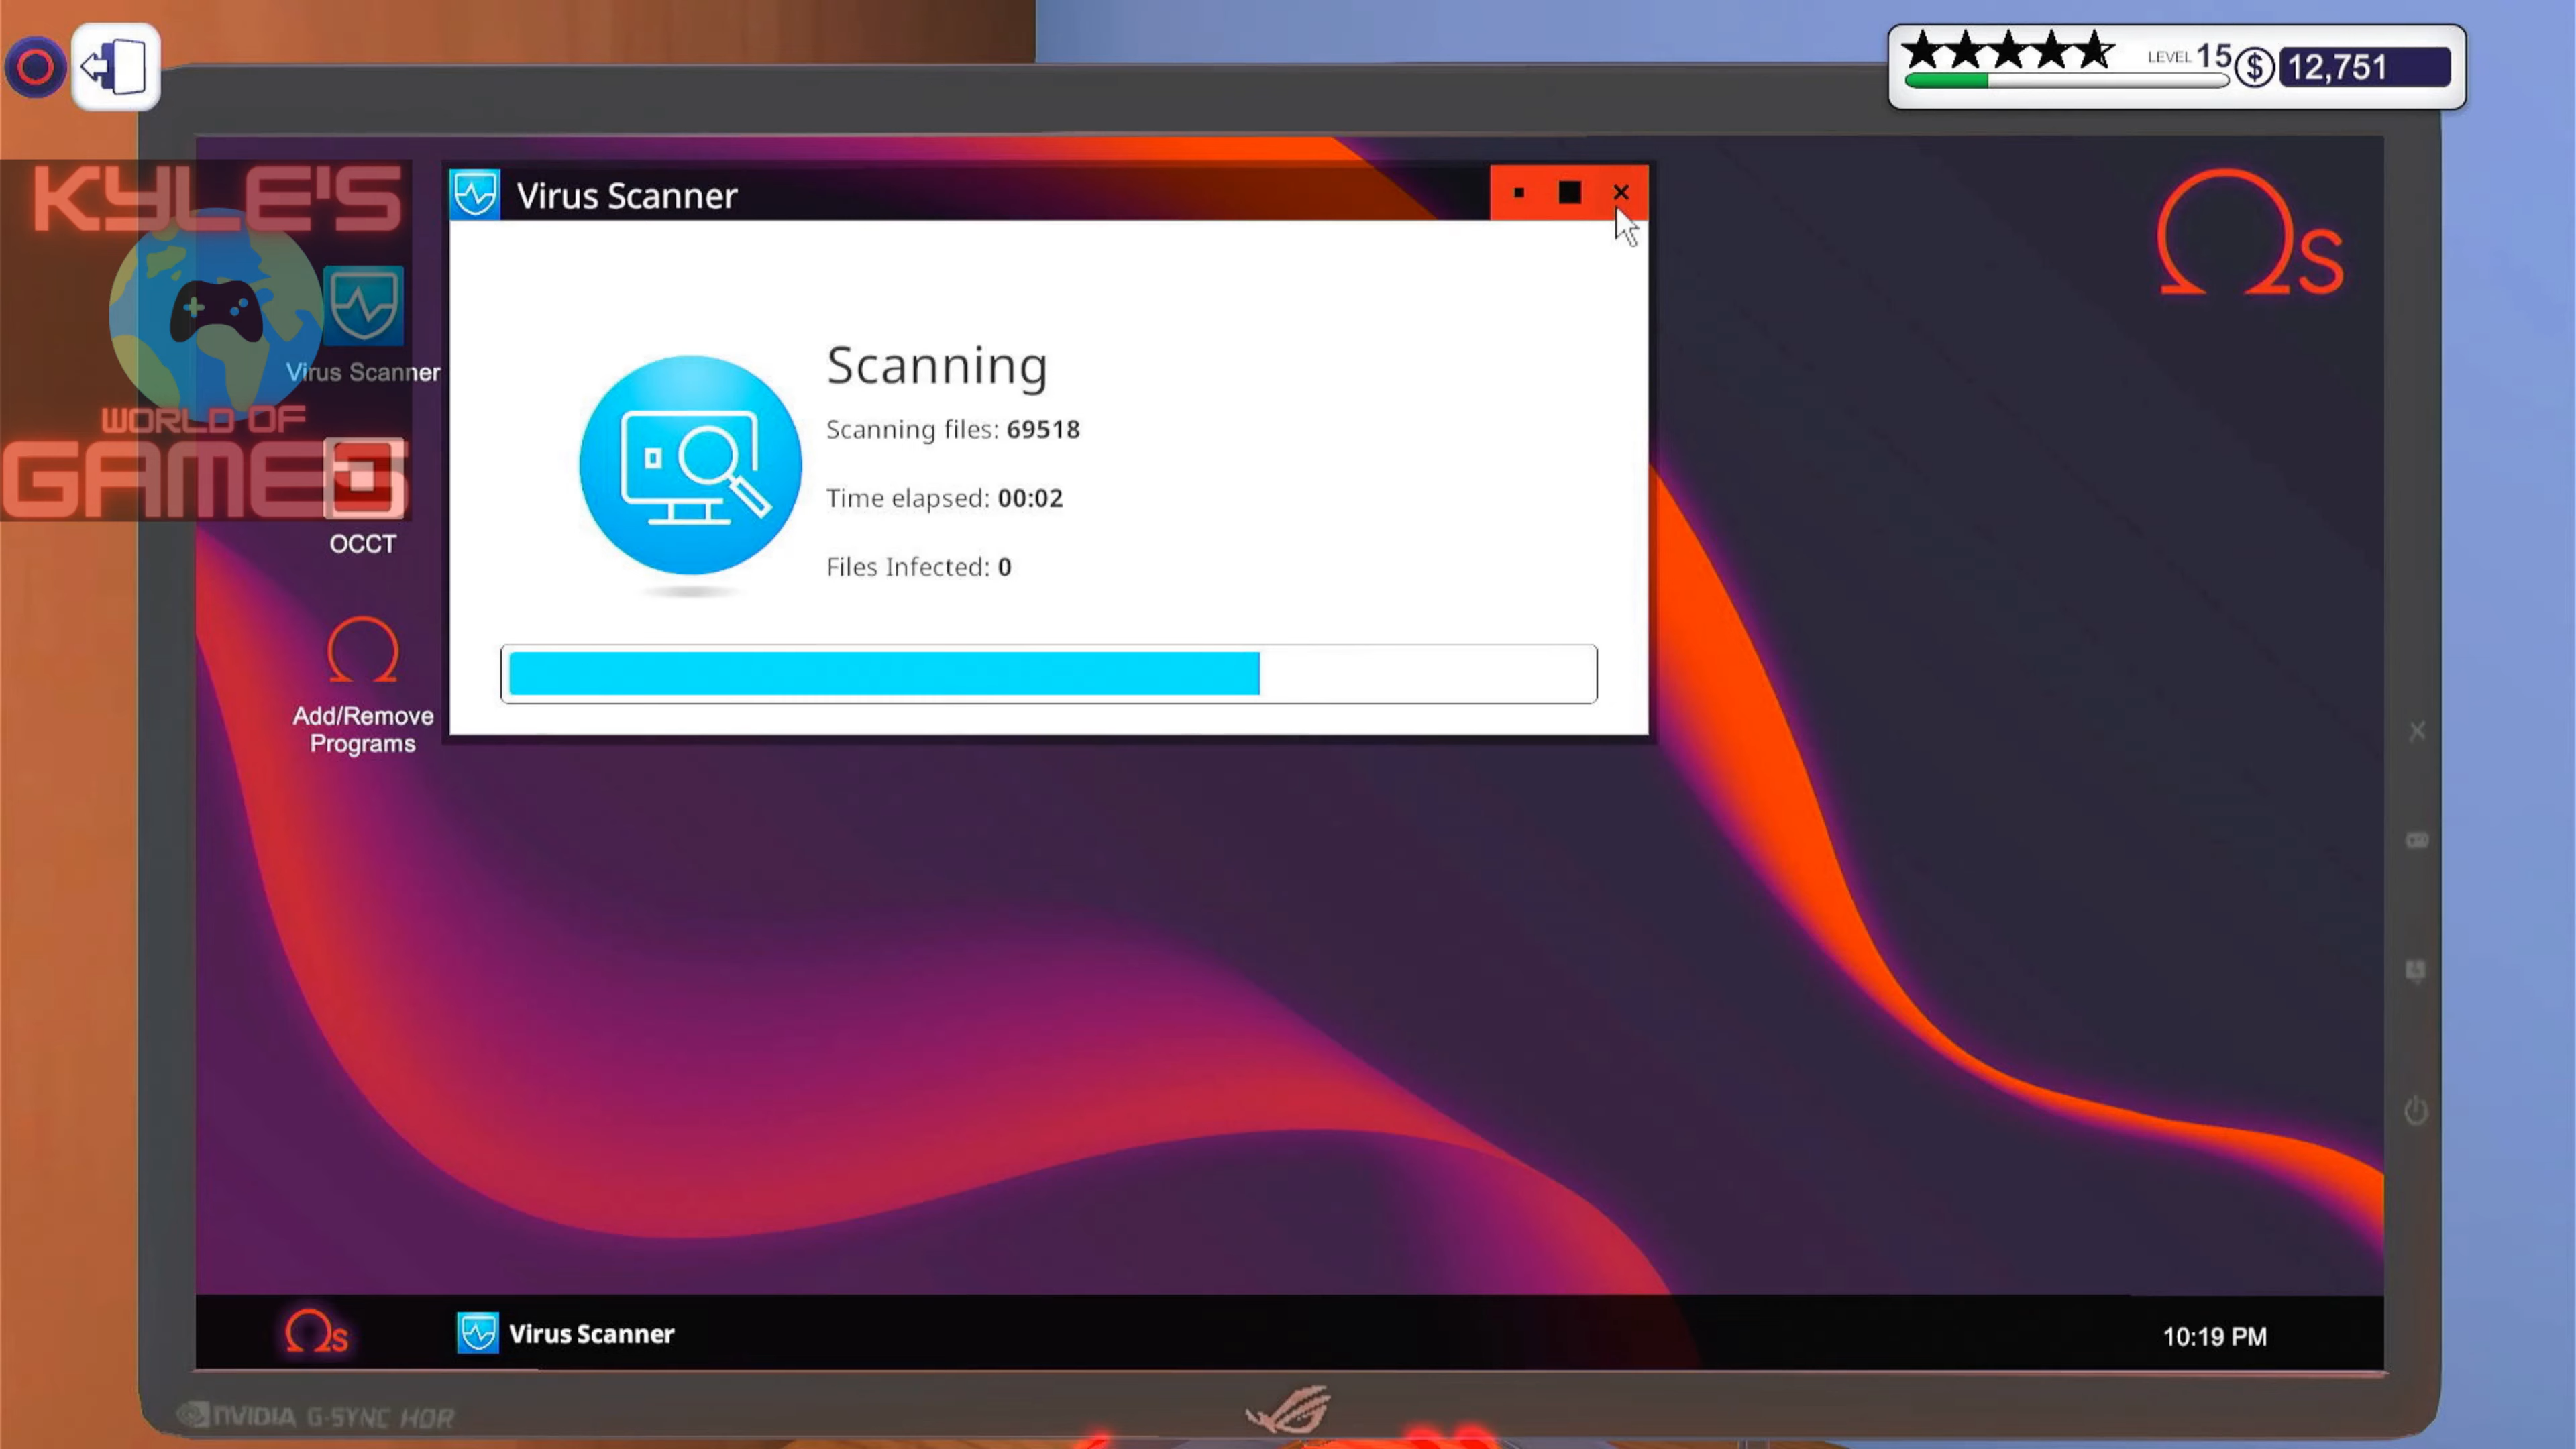 LEVEL 15 $ 12,751
KYLE'S
WORLD OF
GAMES
Virus Scanner
Ωs
Virus Scanner
OCCT
Ω
Add/Remove
Programs
Scanning
Scanning files: 69518
Time elapsed: 00:02
Files Infected: 0
Ωs
Virus Scanner
10:19 PM
NVIDIA G-SYNC HDR